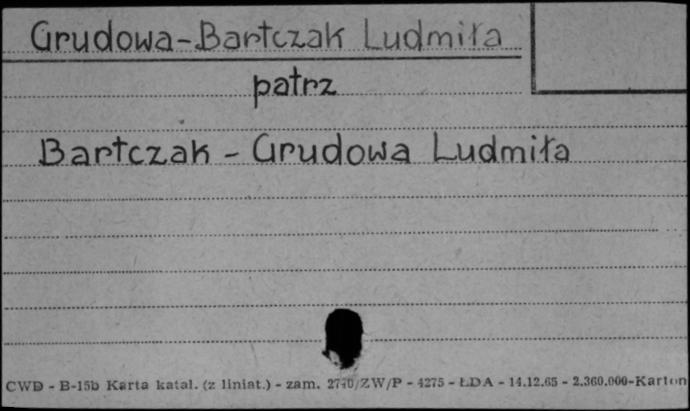 Grudowa-Bartczak Ludmiła
patrz
Bartczak - Grudowa Ludmiła
CWD - B-15b Karta katal. (z liniat.) - zam. 2740/ZW/P - 4275 - ŁDA - 14.12.65 - 2.360.000-Karton